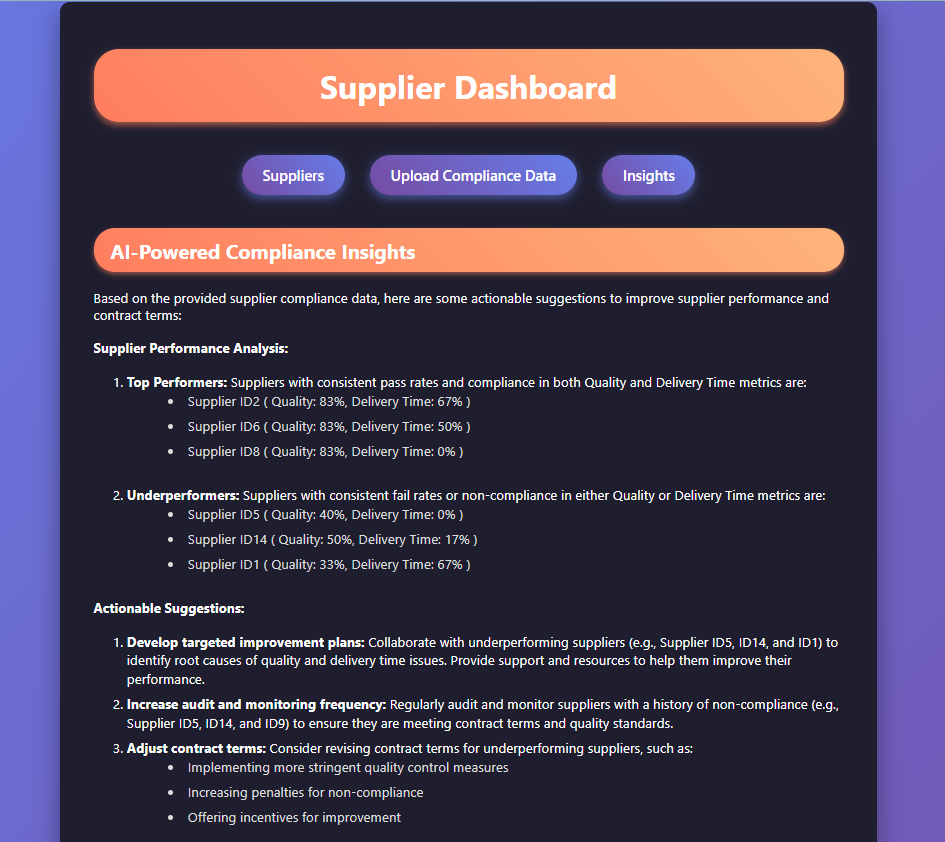 Supplier Dashboard
Suppliers
Upload Compliance Data
Insights
AI-Powered Compliance Insights
Based on the provided supplier compliance data, here are some actionable suggestions to improve supplier performance and
contract terms:
Supplier Performance Analysis:
1. Top Performers: Suppliers with consistent pass rates and compliance in both Quality and Delivery Time metrics are:
• Supplier ID2 ( Quality: 83%, Delivery Time: 67% )
• Supplier ID6 ( Quality: 83%, Delivery Time: 50% )
• Supplier ID8 ( Quality: 83%, Delivery Time: 0% )
2. Underperformers: Suppliers with consistent fail rates or non-compliance in either Quality or Delivery Time metrics are:
• Supplier ID5 ( Quality: 40%, Delivery Time: 0% )
• Supplier ID14 ( Quality: 50%, Delivery Time: 17% )
• Supplier ID1 ( Quality: 33%, Delivery Time: 67% )
Actionable Suggestions:
1. Develop targeted improvement plans: Collaborate with underperforming suppliers (e.g., Supplier ID5, ID14, and ID1) to
identify root causes of quality and delivery time issues. Provide support and resources to help them improve their
performance.
2. Increase audit and monitoring frequency: Regularly audit and monitor suppliers with a history of non-compliance (e.g.,
Supplier ID5, ID14, and ID9) to ensure they are meeting contract terms and quality standards.
3. Adjust contract terms: Consider revising contract terms for underperforming suppliers, such as:
• Implementing more stringent quality control measures
• Increasing penalties for non-compliance
• Offering incentives for improvement